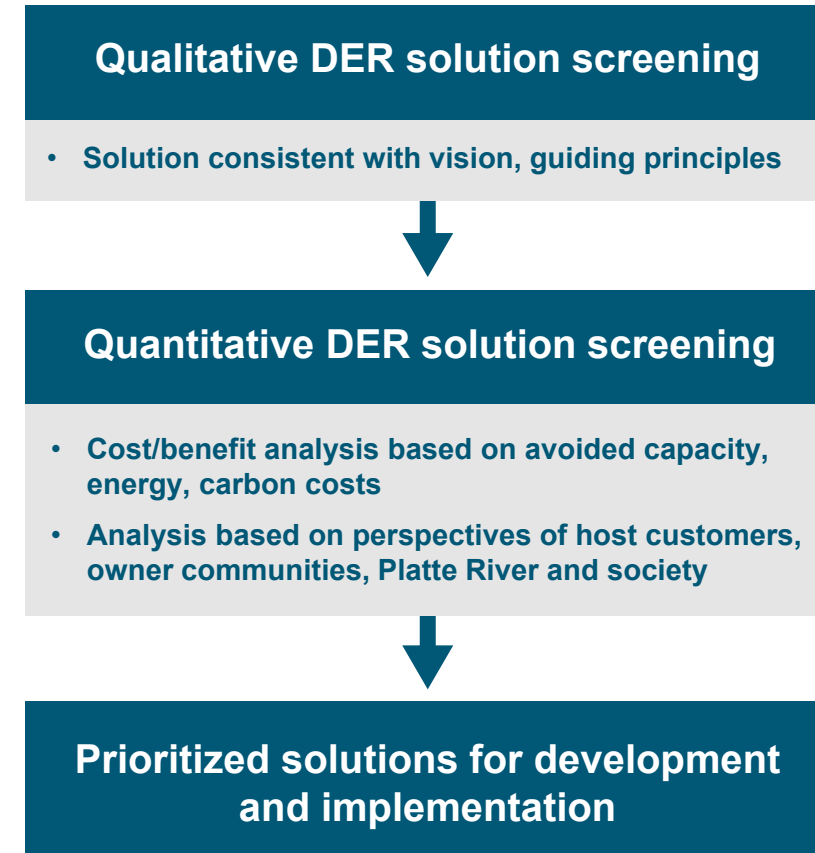 Qualitative DER solution screening
• Solution consistent with vision, guiding principles
Quantitative DER solution screening
• Cost/benefit analysis based on avoided capacity,
energy, carbon costs
• Analysis based on perspectives of host customers,
owner communities, Platte River and society
Prioritized solutions for development
and implementation